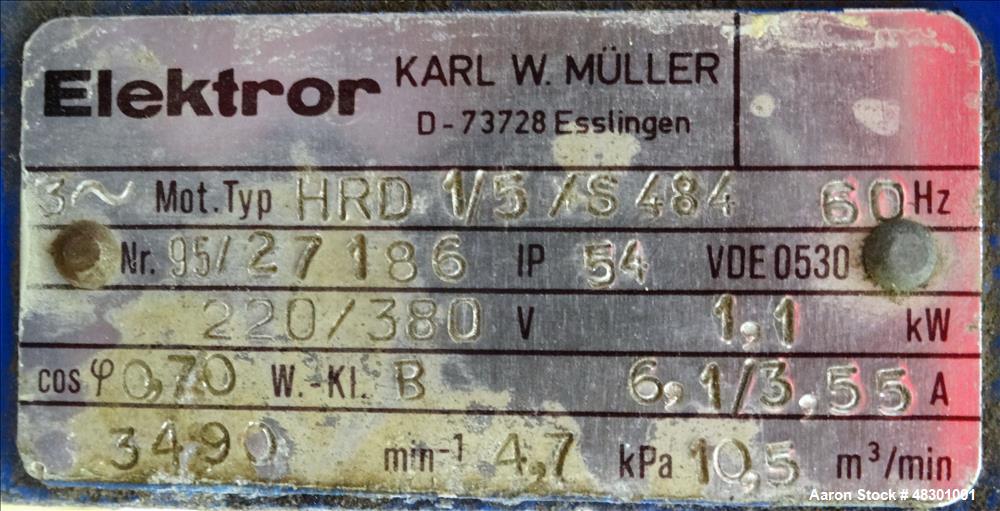 Elektror KARL W. MÜLLER
D-73728 Esslingen
3~ Mot.Typ HRD 1/5 /S 484 60 Hz
Nr. 95/27186 IP 54 VDE 0530
220/380 V 1,1 kW
cos φ 0,70 W.-Kl. B 6,1/3,55 A
3490 min-1 4,7 kPa 10,5 m³/min
Aaron Stock # 48301001